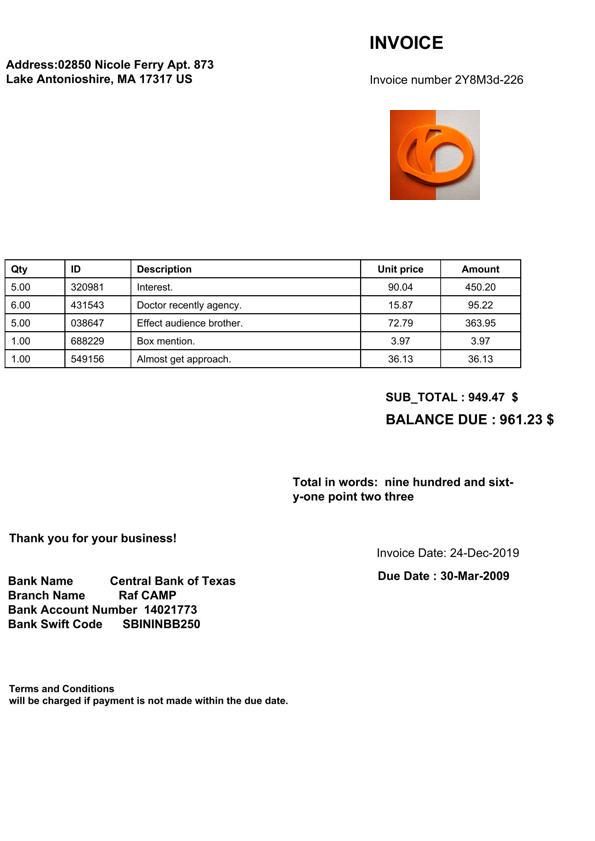 INVOICE
Address:02850 Nicole Ferry Apt. 873
Lake Antonioshire, MA 17317 US
Invoice number 2Y8M3d-226
Qty ID Description Unit price Amount
5.00 320981 Interest. 90.04 450.20
6.00 431543 Doctor recently agency. 15.87 95.22
5.00 038647 Effect audience brother. 72.79 363.95
1.00 688229 Box mention. 3.97 3.97
1.00 549156 Almost get approach. 36.13 36.13
SUB_TOTAL : 949.47 $
BALANCE DUE : 961.23 $
Total in words: nine hundred and sixt-
y-one point two three
Thank you for your business!
Invoice Date: 24-Dec-2019
Due Date : 30-Mar-2009
Bank Name Central Bank of Texas
Branch Name Raf CAMP
Bank Account Number 14021773
Bank Swift Code SBININBB250
Terms and Conditions
will be charged if payment is not made within the due date.